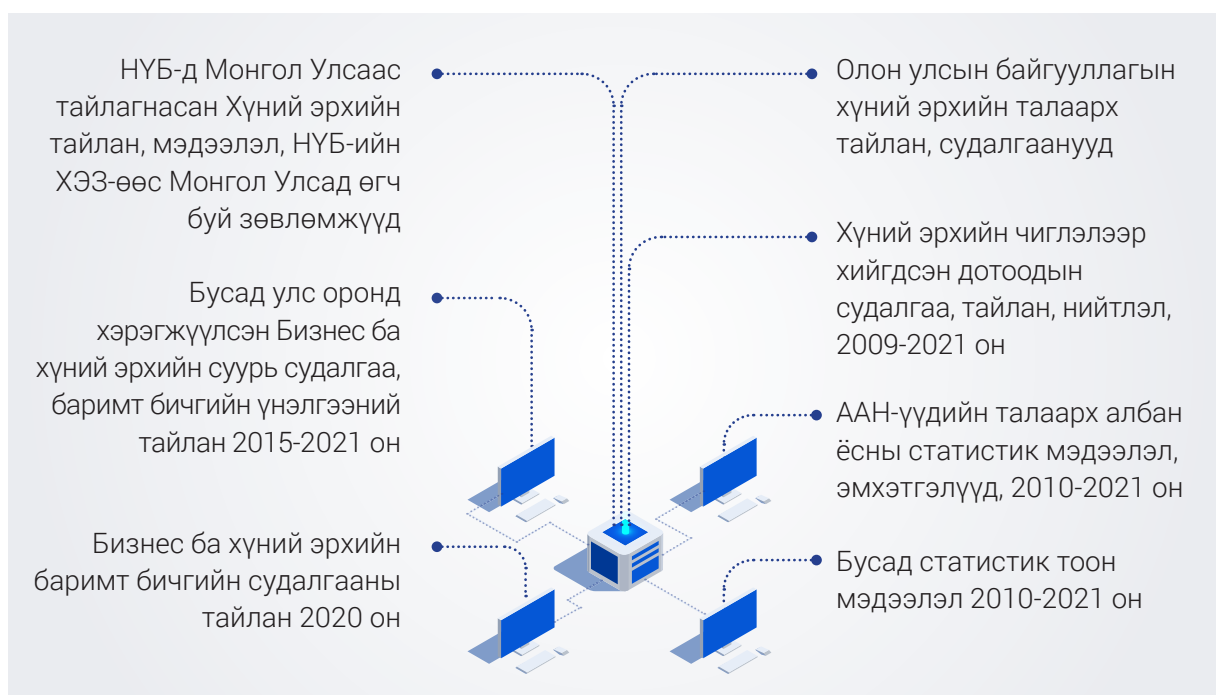 НҮБ-д Монгол Улсаас
тайлагнасан Хүний эрхийн
тайлан, мэдээлэл, НҮБ-ийн
ХЭЗ-өөс Монгол Улсад өгч
буй зөвлөмжүүд
Бусад улс оронд
хэрэгжүүлсэн Бизнес ба
хүний эрхийн суурь судалгаа,
баримт бичгийн үнэлгээний
тайлан 2015-2021 он
Бизнес ба хүний эрхийн
баримт бичгийн судалгааны
тайлан 2020 он
Олон улсын байгууллагын
хүний эрхийн талаарх
тайлан, судалгаанууд
Хүний эрхийн чиглэлээр
хийгдсэн дотоодын
судалгаа, тайлан, нийтлэл,
2009-2021 он
ААН-үүдийн талаарх албан
ёсны статистик мэдээлэл,
эмхэтгэлүүд, 2010-2021 он
Бусад статистик тоон
мэдээлэл 2010-2021 он